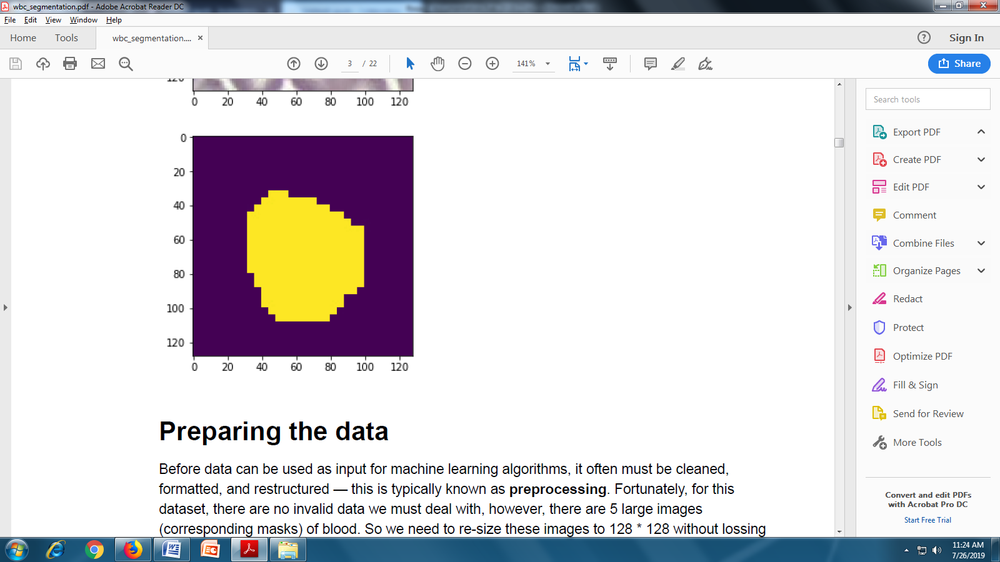 wbc_segmentation.pdf - Adobe Acrobat Reader DC
File Edit View Window Help
Home Tools wbc_segmentation.... × ? Sign In
3 / 22 141% Share
120
0 20 40 60 80 100 120
0
20
40
60
80
100
120
0 20 40 60 80 100 120
Preparing the data
Before data can be used as input for machine learning algorithms, it often must be cleaned,
formatted, and restructured — this is typically known as preprocessing. Fortunately, for this
dataset, there are no invalid data we must deal with, however, there are 5 large images
(corresponding masks) of blood. So we need to re-size these images to 128 * 128 without lossing
Search tools
Export PDF
Create PDF
Edit PDF
Comment
Combine Files
Organize Pages
Redact
Protect
Optimize PDF
Fill & Sign
Send for Review
More Tools
Convert and edit PDFs
with Acrobat Pro DC
Start Free Trial
11:24 AM
7/26/2019